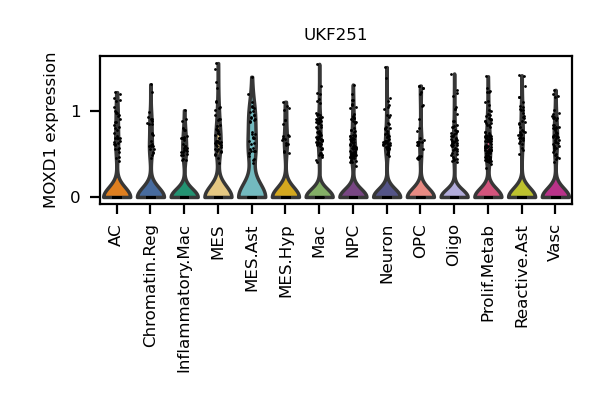 UKF251
MOXD1 expression
1
0
AC
Chromatin.Reg
Inflammatory.Mac
MES
MES.Ast
MES.Hyp
Mac
NPC
Neuron
OPC
Oligo
Prolif.Metab
Reactive.Ast
Vasc